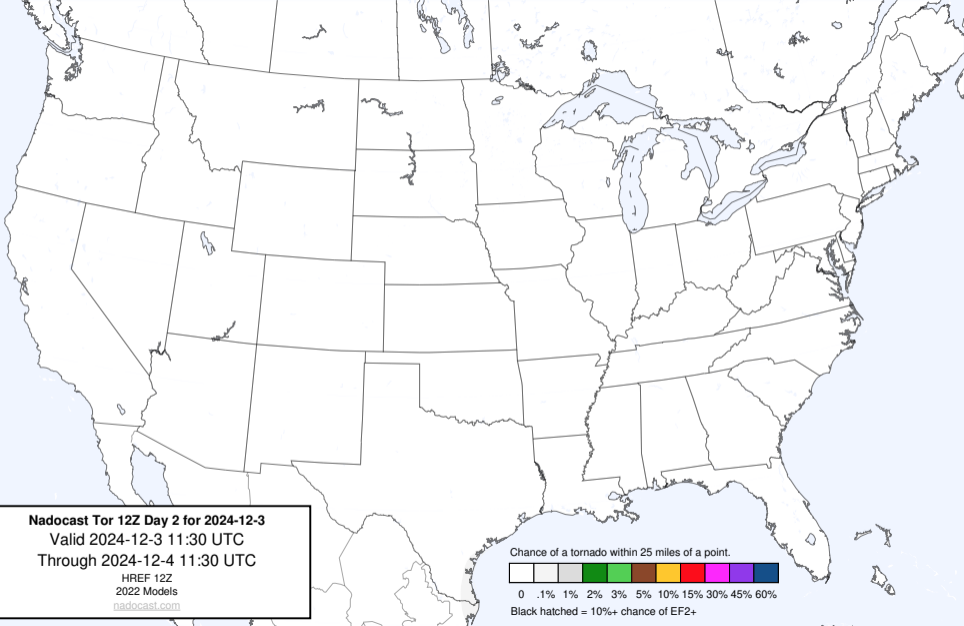 Nadocast Tor 12Z Day 2 for 2024-12-3
Valid 2024-12-3 11:30 UTC
Through 2024-12-4 11:30 UTC
HREF 12Z
2022 Models
nadocast.com
Chance of a tornado within 25 miles of a point.
0 .1% 1% 2% 3% 5% 10% 15% 30% 45% 60%
Black hatched = 10%+ chance of EF2+